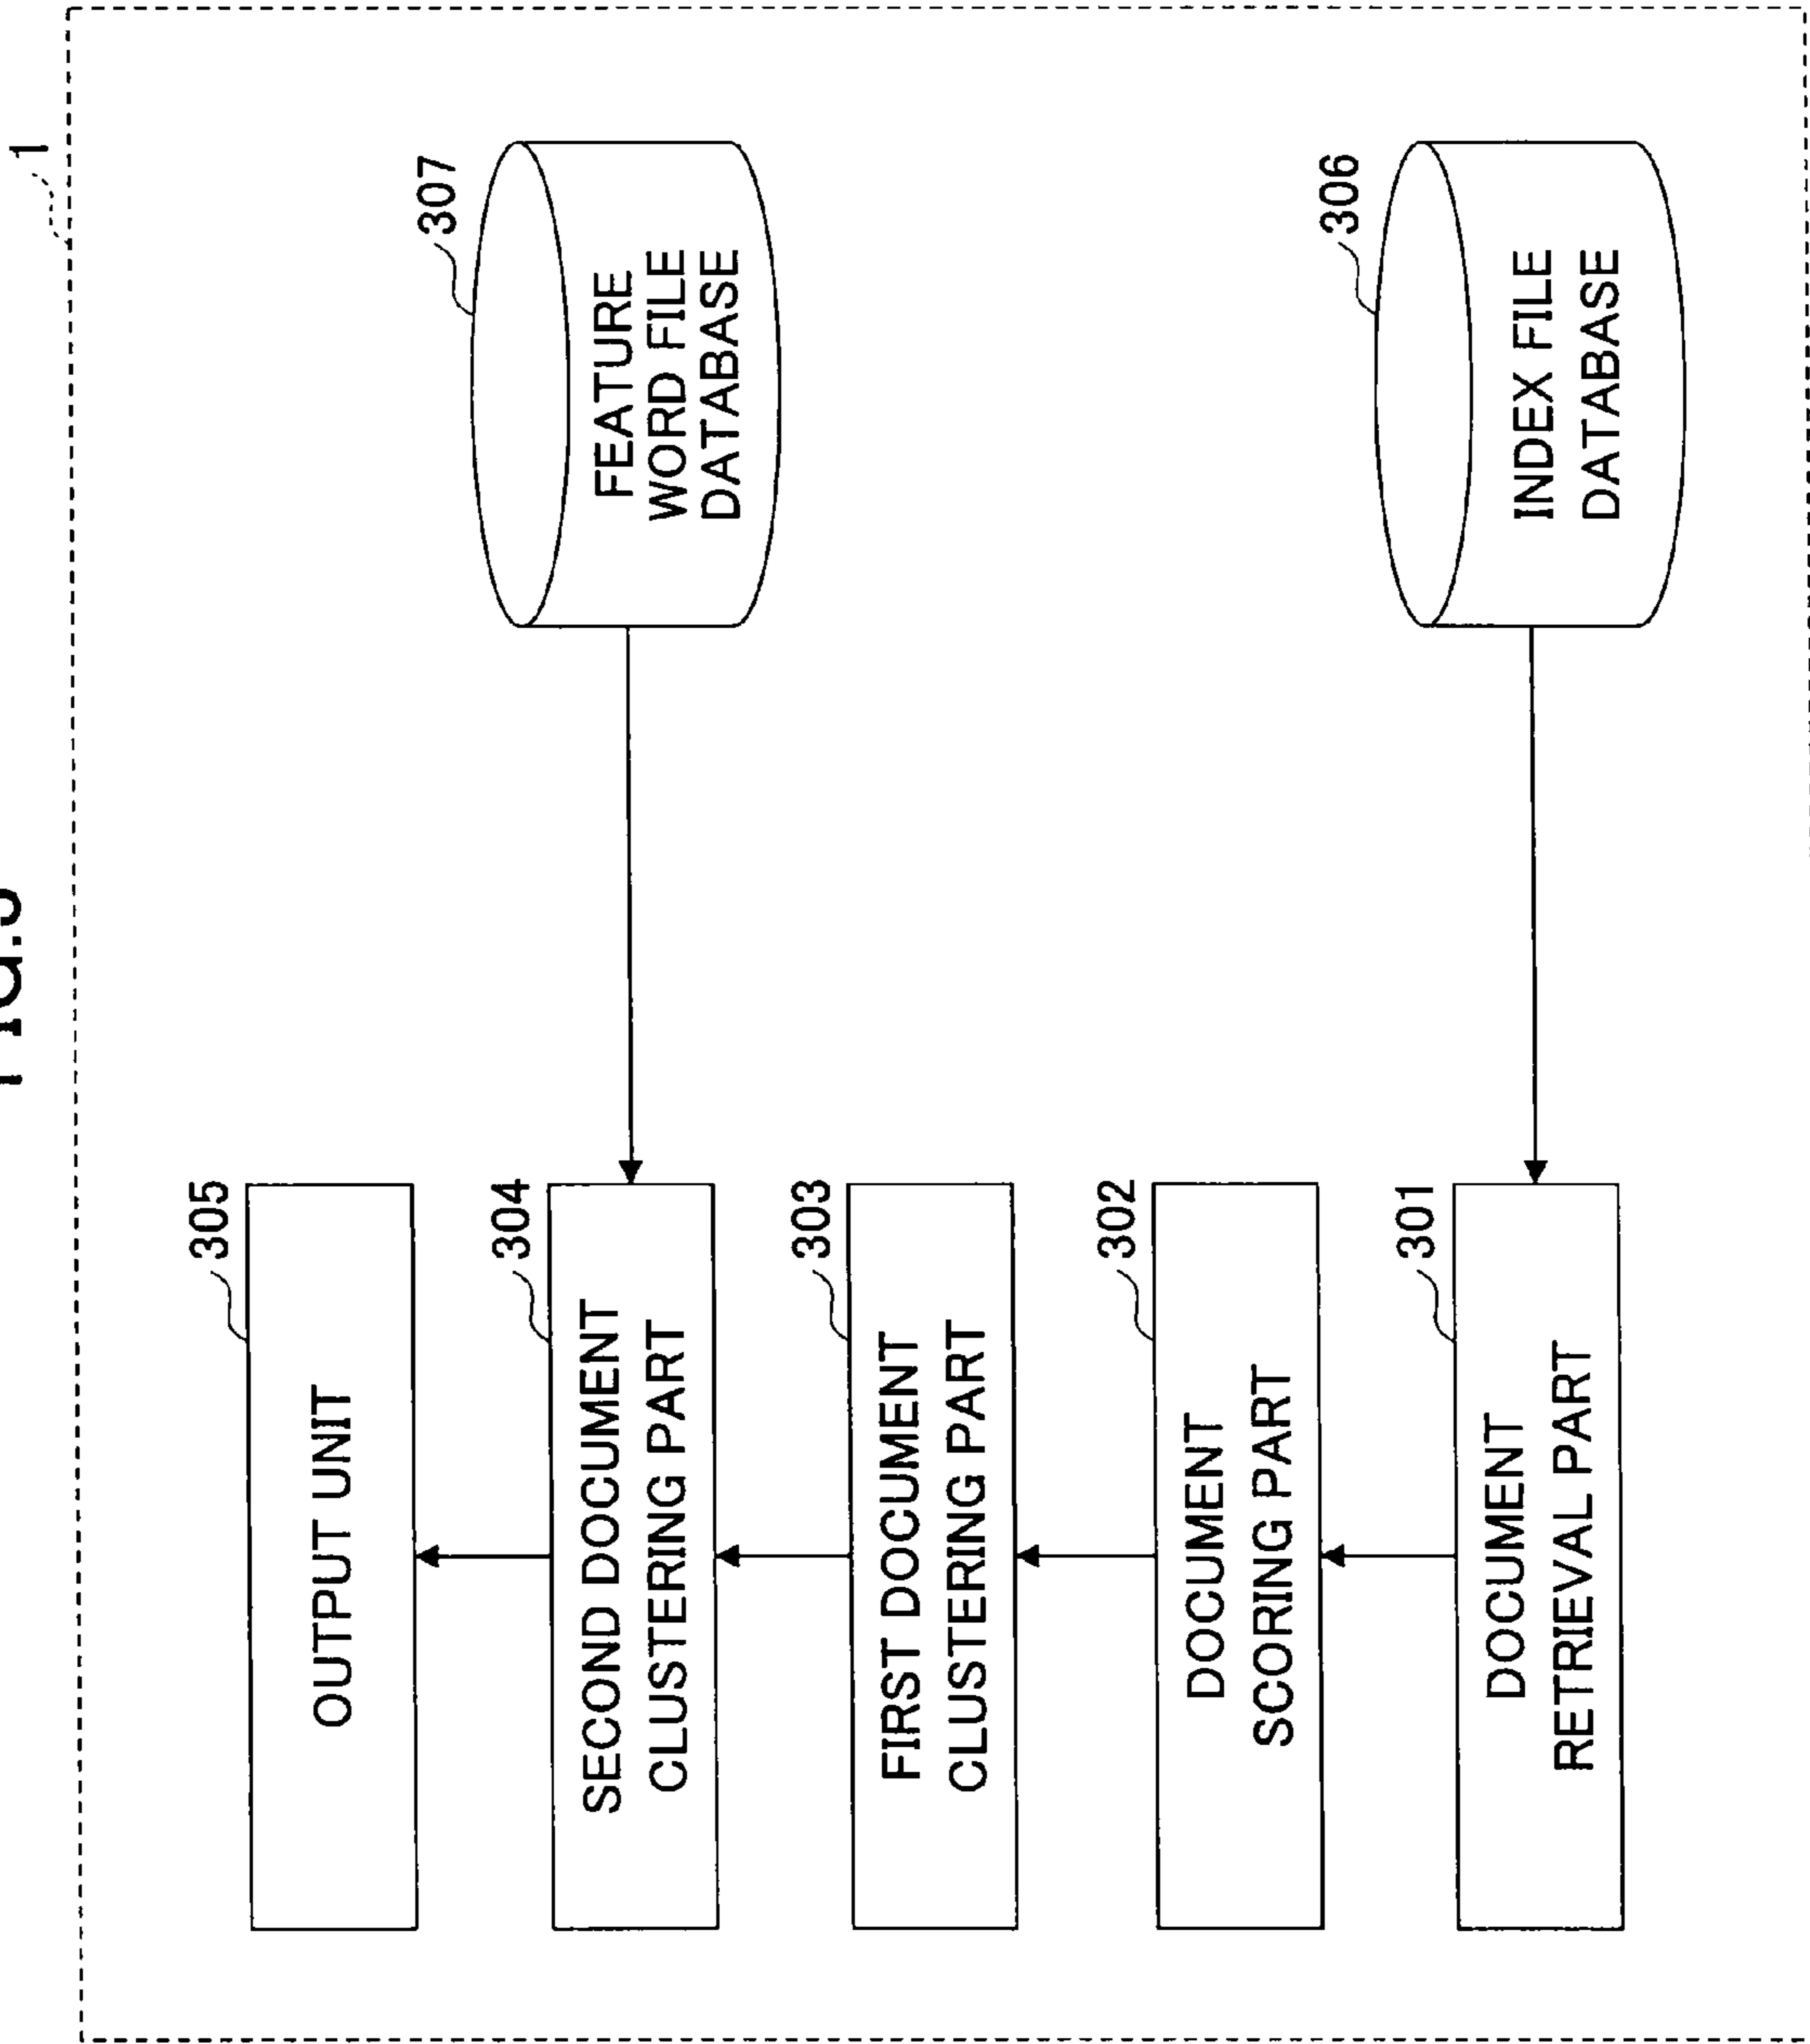 1
305
OUTPUT UNIT
304
SECOND DOCUMENT
CLUSTERING PART
307
FEATURE
WORD FILE
DATABASE
303
FIRST DOCUMENT
CLUSTERING PART
302
DOCUMENT
SCORING PART
301
DOCUMENT
RETRIEVAL PART
306
INDEX FILE
DATABASE